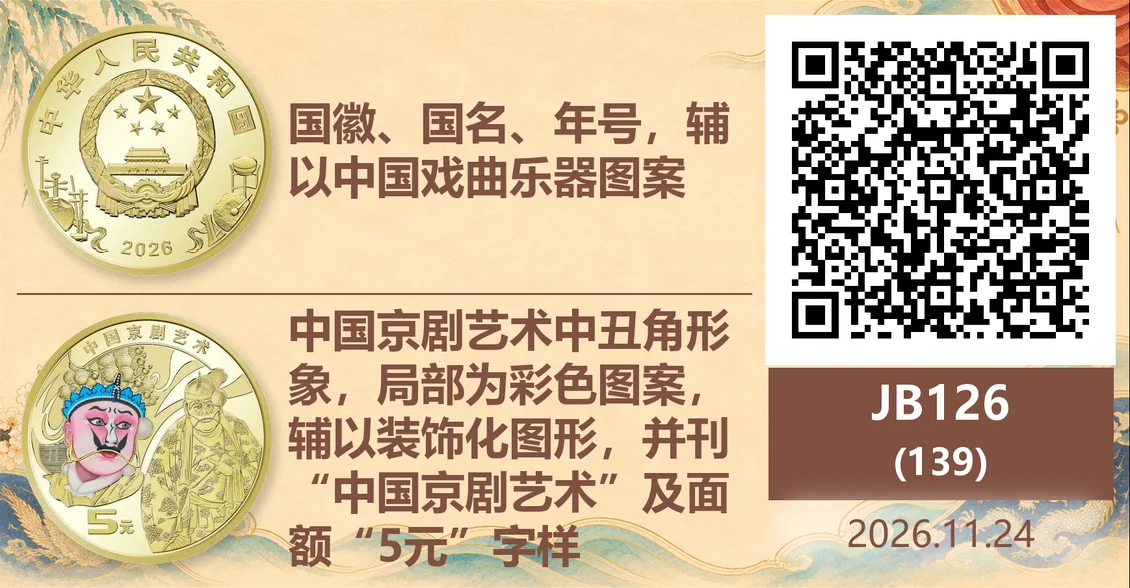 中华人民共和国
2026
国徽、国名、年号，辅
以中国戏曲乐器图案
中国京剧艺术
5元
中国京剧艺术中丑角形
象，局部为彩色图案，
辅以装饰化图形，并刊
“中国京剧艺术”及面
额“5元”字样
JB126
(139)
2026.11.24